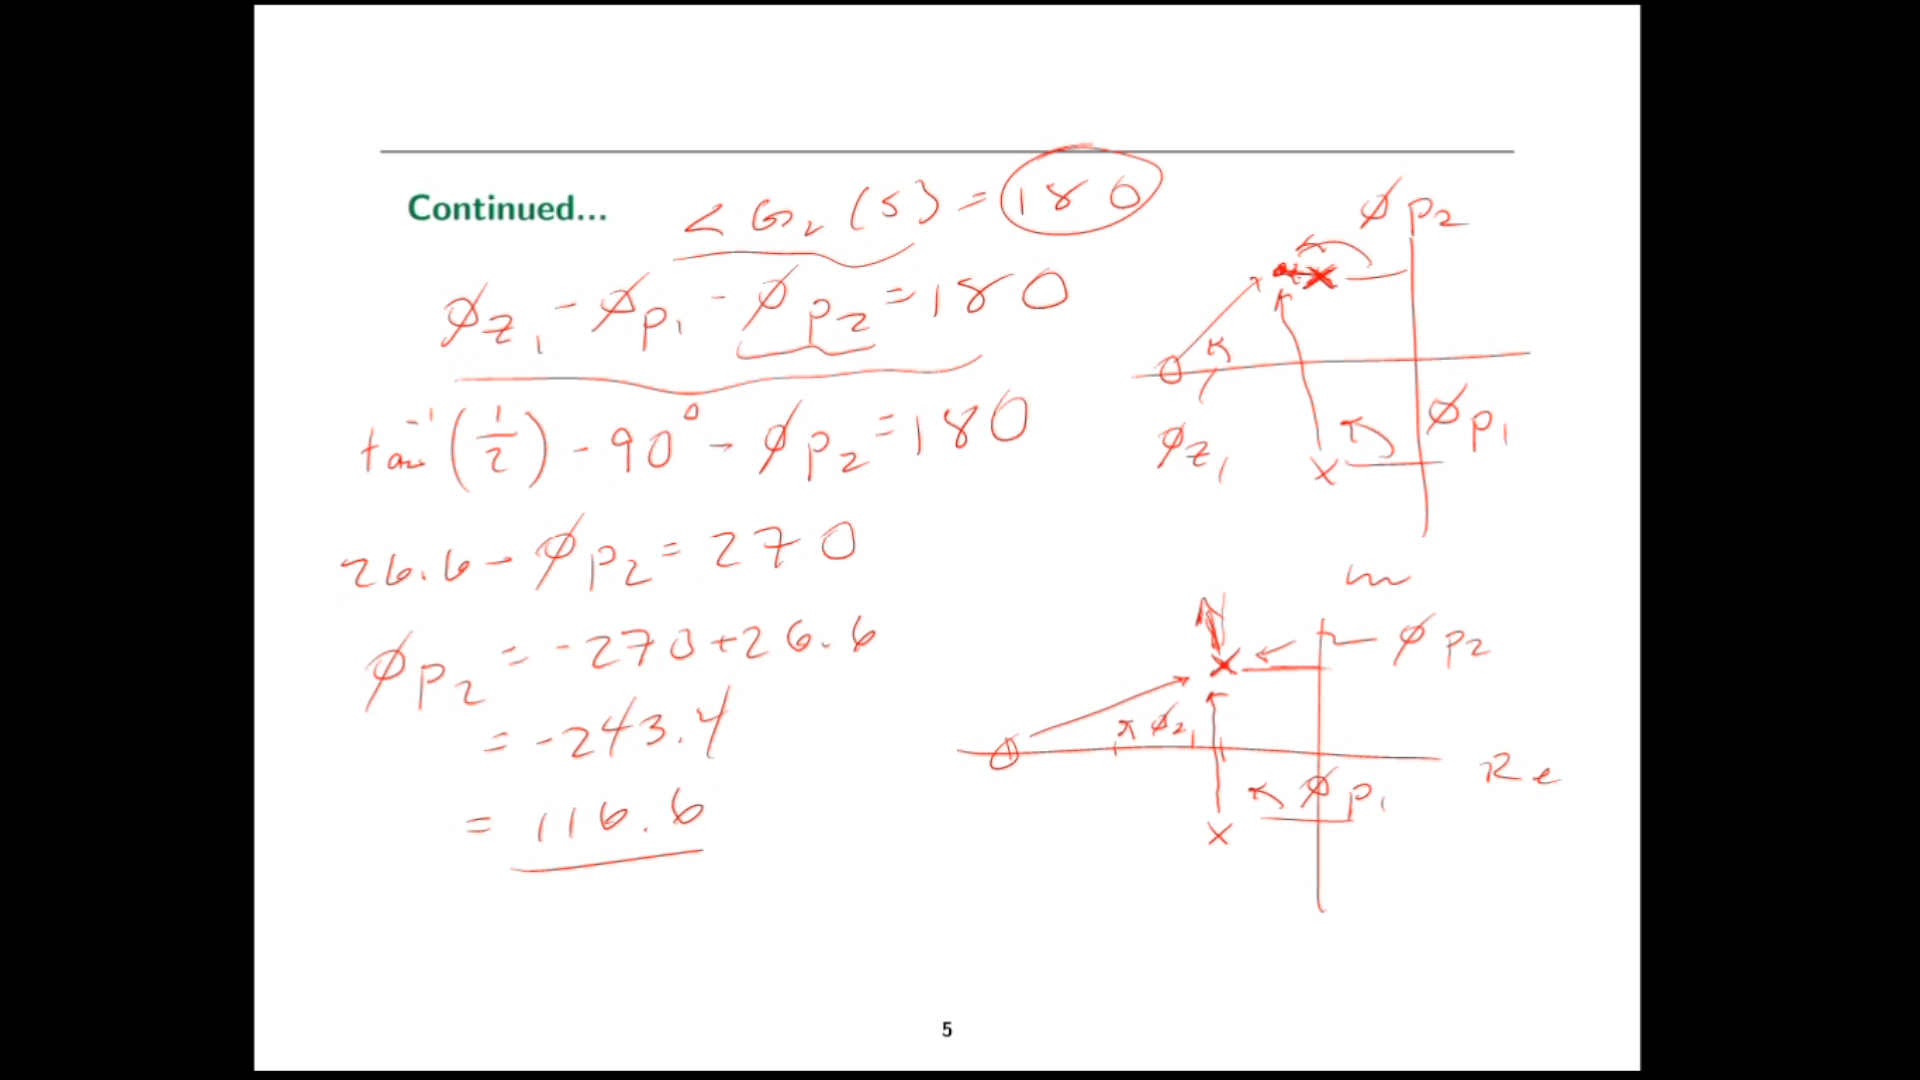 Continued...
∠G₂(s) = 180
ϕz₁ - ϕp₁ - ϕp₂ = 180
tan⁻¹(1/2) - 90° - ϕp₂ = 180
26.6 - ϕp₂ = 270
ϕp₂ = -270+26.6
= -243.4
= 116.6
ϕp₂
ϕp₁
ϕz₁
Im
ϕp₂
ϕz₁
Re
ϕp₁
5